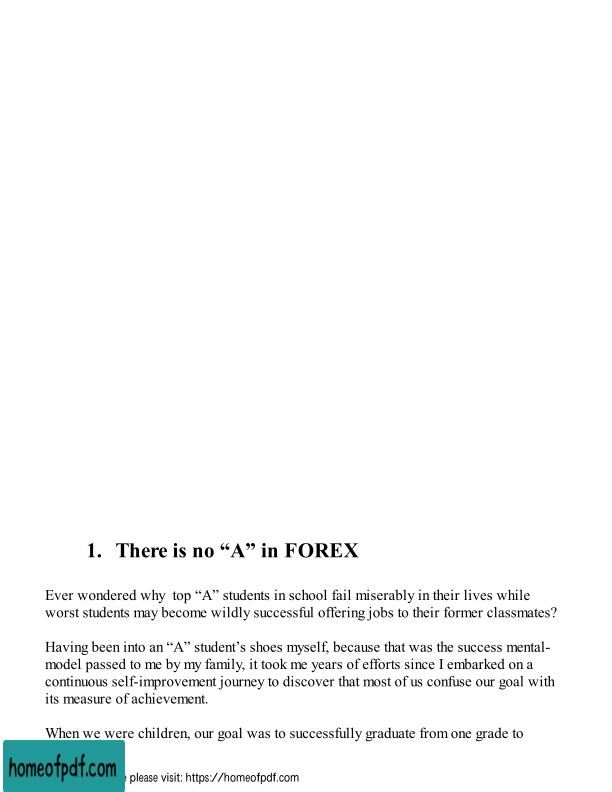 1. There is no “A” in FOREX
Ever wondered why top “A” students in school fail miserably in their lives while
worst students may become wildly successful offering jobs to their former classmates?
Having been into an “A” student’s shoes myself, because that was the success mental-
model passed to me by my family, it took me years of efforts since I embarked on a
continuous self-improvement journey to discover that most of us confuse our goal with
its measure of achievement.
When we were children, our goal was to successfully graduate from one grade to
homeofpdf.com
please visit: https://homeofpdf.com